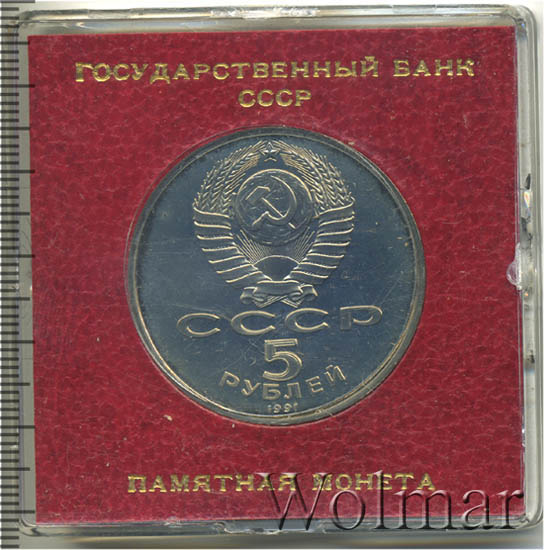 ГОСУДАРСТВЕННЫЙ БАНК
СССР
СССР
5
РУБЛЕЙ
1991
ПАМЯТНАЯ МОНЕТА
Wolmar